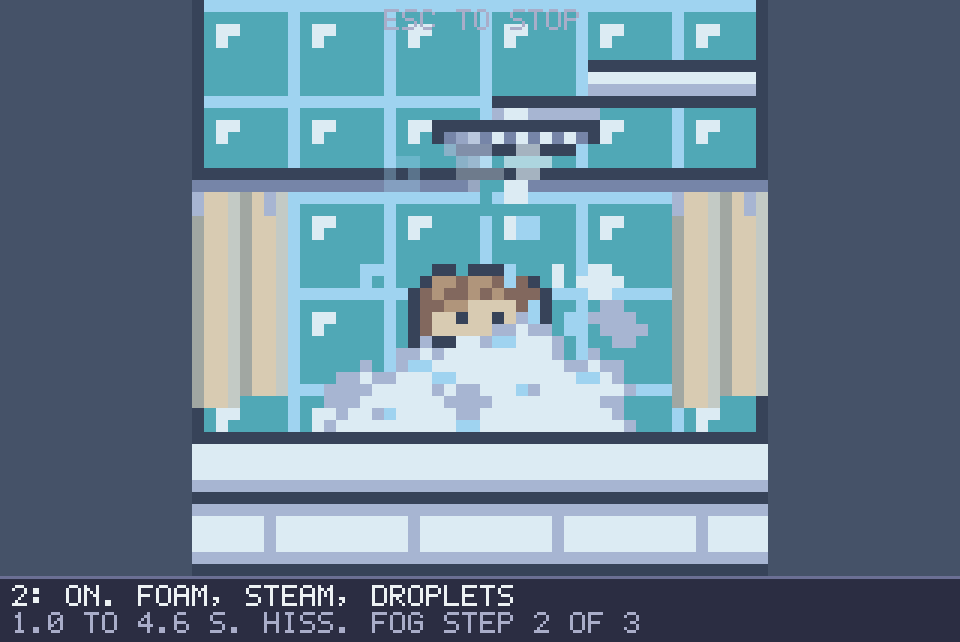 ESC TO STOP
2: ON. FOAM, STEAM, DROPLETS
1.0 TO 4.6 S. HISS. FOG STEP 2 OF 3